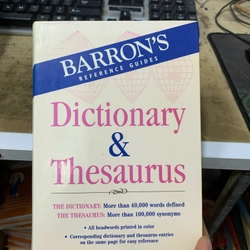 BARRON'S
REFERENCE GUIDES
Dictionary
&
Thesaurus
THE DICTIONARY: More than 40,000 words defined
THE THESAURUS: More than 100,000 synonyms
• All headwords printed in color
• Corresponding dictionary and thesaurus entries
on the same page for easy reference